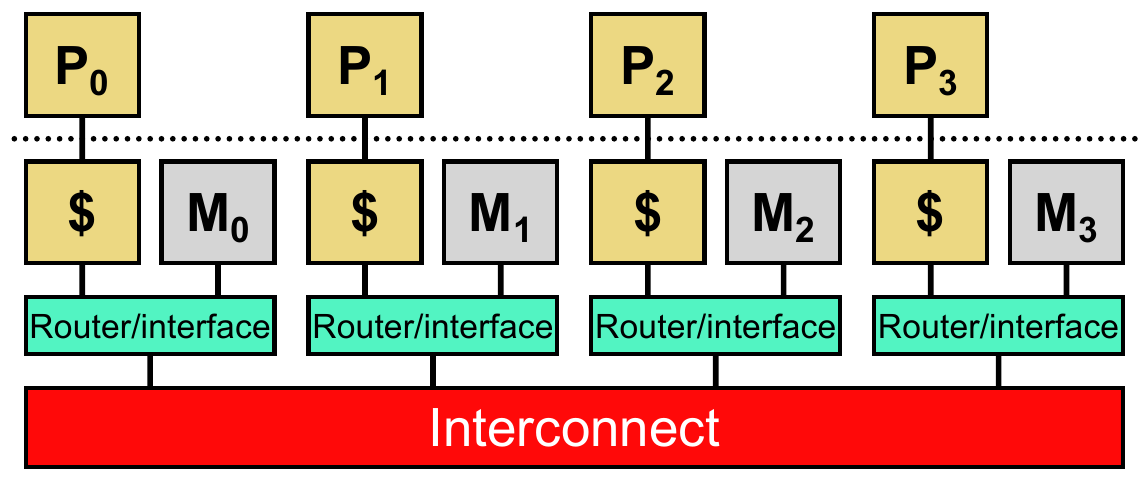 P0 P1 P2 P3
$ M0 $ M1 $ M2 $ M3
Router/interface Router/interface Router/interface Router/interface
Interconnect